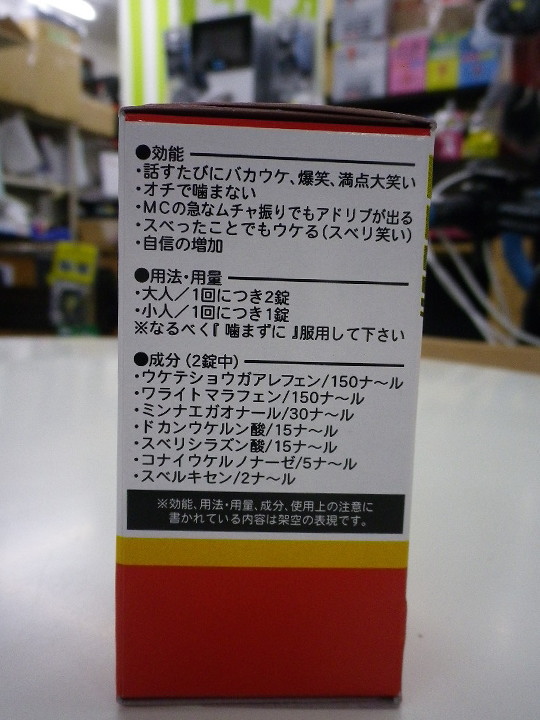 ●効能
・話すたびにバカウケ、爆笑、満点大笑い
・オチで噛まない
・MCの急なムチャ振りでもアドリブが出る
・スベったことでもウケる(スベリ笑い)
・自信の増加
●用法・用量
・大人/1回につき2錠
・小人/1回につき1錠
※なるべく『噛まずに』服用して下さい
●成分(2錠中)
・ウケテショウガアレフェン/150ナ〜ル
・ワライトマラフェン/150ナ〜ル
・ミンナエガオナール/30ナ〜ル
・ドカンウケルン酸/15ナ〜ル
・スベリシラズン酸/15ナ〜ル
・コナイウケルノナーゼ/5ナ〜ル
・スベルキセン/2ナ〜ル
※効能、用法・用量、成分、使用上の注意に
書かれている内容は架空の表現です。